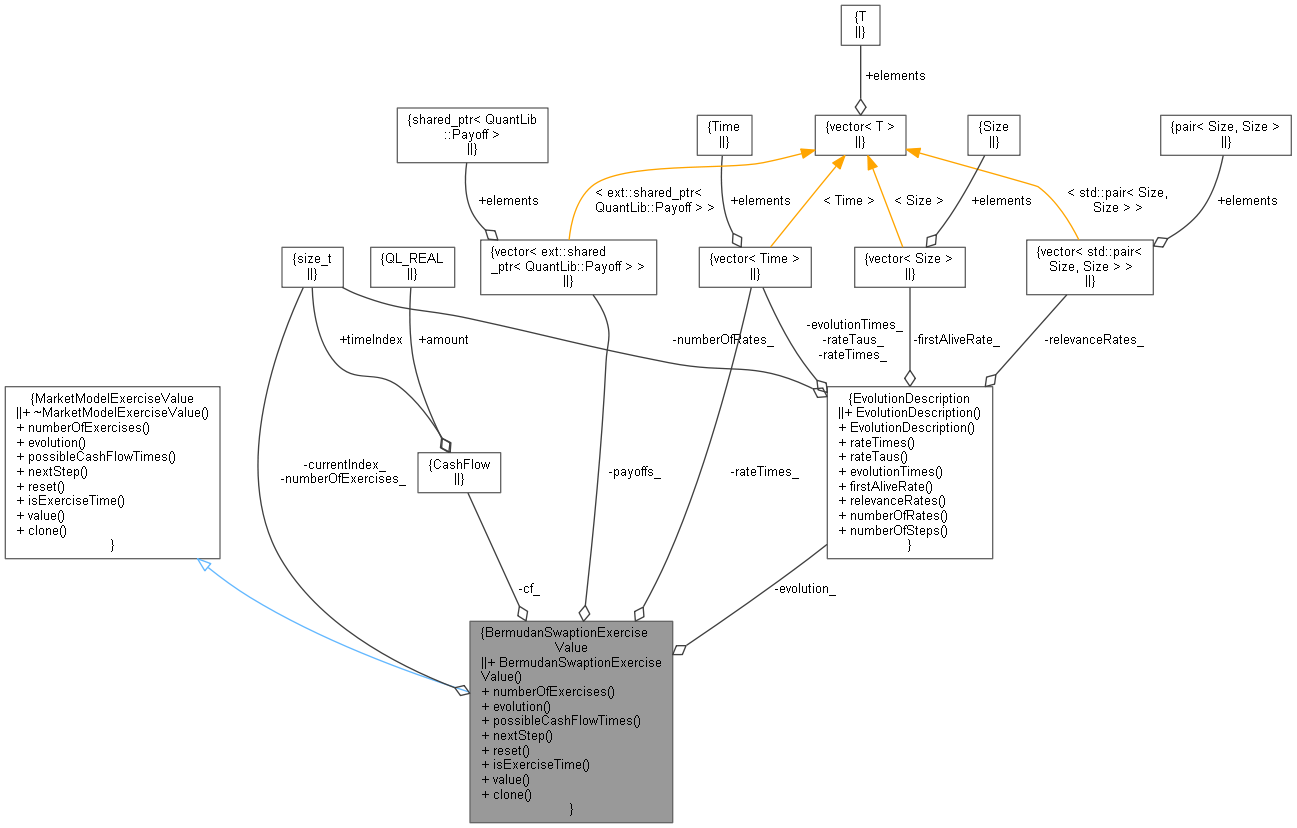 {T
||}
+elements
{shared_ptr< QuantLib
::Payoff >
||}
{Time
||}
{vector< T >
||}
{Size
||}
{pair< Size, Size >
||}
+elements
< ext::shared_ptr<
QuantLib::Payoff > >
+elements
< Time >
< Size >
+elements
< std::pair< Size,
Size > >
+elements
{size_t
||}
{QL_REAL
||}
{vector< ext::shared
_ptr< QuantLib::Payoff > >
||}
{vector< Time >
||}
{vector< Size >
||}
{vector< std::pair<
Size, Size > >
||}
+timeIndex
+amount
-numberOfRates_
-evolutionTimes_
-rateTaus_
-rateTimes_
-firstAliveRate_
-relevanceRates_
{MarketModelExerciseValue
||+ ~MarketModelExerciseValue()
+ numberOfExercises()
+ evolution()
+ possibleCashFlowTimes()
+ nextStep()
+ reset()
+ isExerciseTime()
+ value()
+ clone()
}
-currentIndex_
-numberOfExercises_
{CashFlow
||}
-payoffs_
-rateTimes_
{EvolutionDescription
||+ EvolutionDescription()
+ EvolutionDescription()
+ rateTimes()
+ rateTaus()
+ evolutionTimes()
+ firstAliveRate()
+ relevanceRates()
+ numberOfRates()
+ numberOfSteps()
}
-cf_
-evolution_
{BermudanSwaptionExercise
Value
||+ BermudanSwaptionExercise
Value()
+ numberOfExercises()
+ evolution()
+ possibleCashFlowTimes()
+ nextStep()
+ reset()
+ isExerciseTime()
+ value()
+ clone()
}